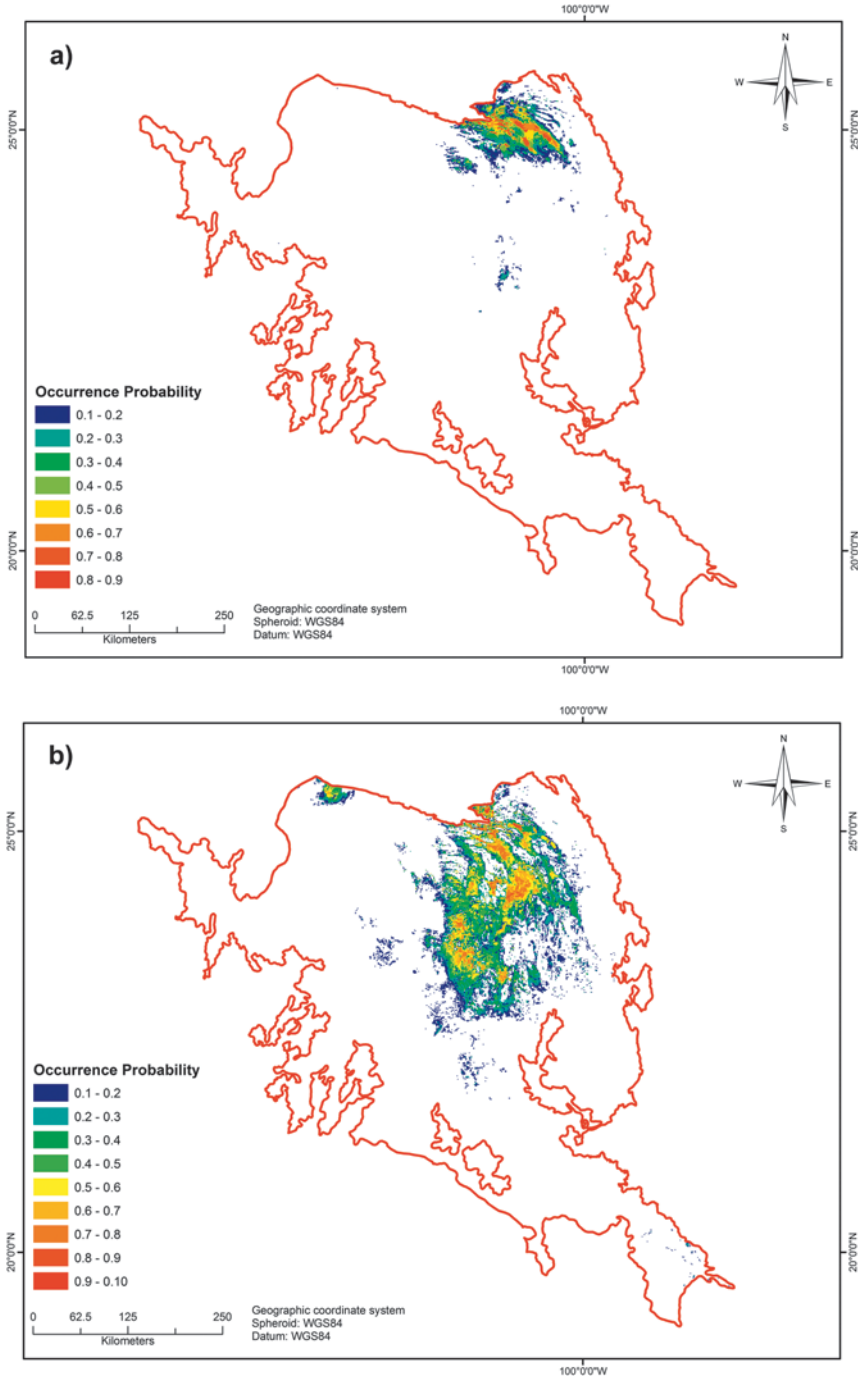 100°0'0"W
a)
N
W E
S
25°0'0"N
25°0'0"N
Occurrence Probability
0.1 - 0.2
0.2 - 0.3
0.3 - 0.4
0.4 - 0.5
0.5 - 0.6
0.6 - 0.7
0.7 - 0.8
0.8 - 0.9
20°0'0"N
20°0'0"N
0 62.5 125 250
Kilometers
Geographic coordinate system
Spheroid: WGS84
Datum: WGS84
100°0'0"W
100°0'0"W
b)
N
W E
S
25°0'0"N
25°0'0"N
Occurrence Probability
0.1 - 0.2
0.2 - 0.3
0.3 - 0.4
0.4 - 0.5
0.5 - 0.6
0.6 - 0.7
0.7 - 0.8
0.8 - 0.9
0.9 - 0.10
20°0'0"N
20°0'0"N
0 62.5 125 250
Kilometers
Geographic coordinate system
Spheroid: WGS84
Datum: WGS84
100°0'0"W